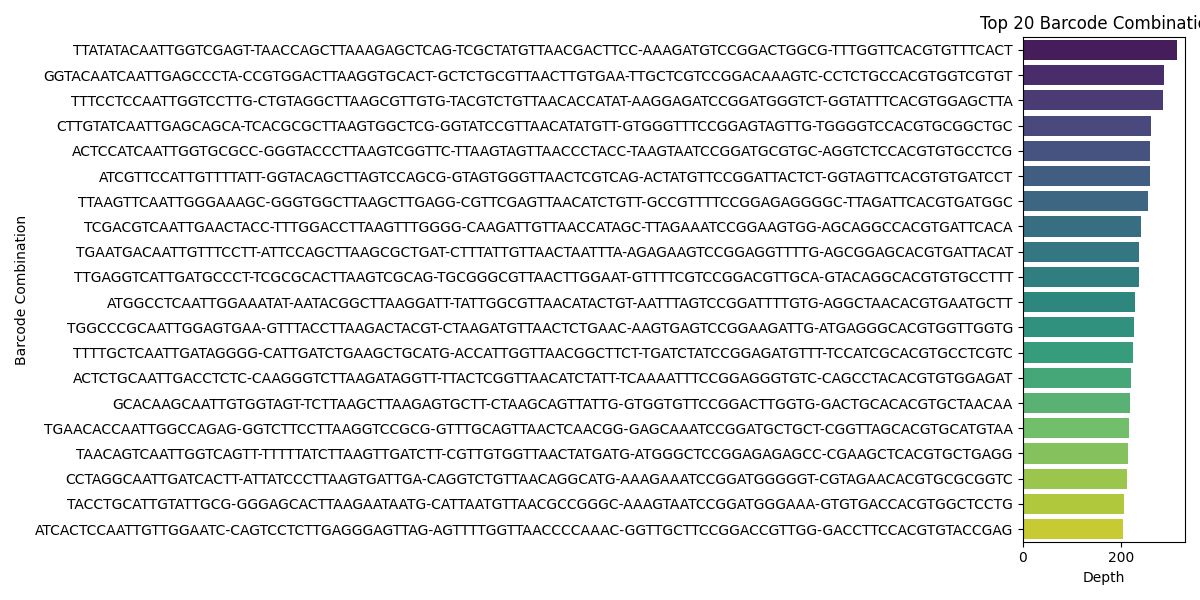 Top 20 Barcode Combinatio
TTATATACAATTGGTCGAGT-TAACCAGCTTAAAGAGCTCAG-TCGCTATGTTAACGACTTCC-AAAGATGTCCGGACTGGCG-TTTGGTTCACGTGTTTCACT
GGTACAATCAATTGAGCCCTA-CCGTGGACTTAAGGTGCACT-GCTCTGCGTTAACTTGTGAA-TTGCTCGTCCGGACAAAGTC-CCTCTGCCACGTGGTCGTGT
TTTCCTCCAATTGGTCCTTG-CTGTAGGCTTAAGCGTTGTG-TACGTCTGTTAACACCATAT-AAGGAGATCCGGATGGGTCT-GGTATTTCACGTGGAGCTTA
CTTGTATCAATTGAGCAGCA-TCACGCGCTTAAGTGGCTCG-GGTATCCGTTAACATATGTT-GTGGGTTTCCGGAGTAGTTG-TGGGGTCCACGTGCGGCTGC
ACTCCATCAATTGGTGCGCC-GGGTACCCTTAAGTCGGTTC-TTAAGTAGTTAACCCTACC-TAAGTAATCCGGATGCGTGC-AGGTCTCCACGTGTGCCTCG
ATCGTTCCATTGTTTTATT-GGTACAGCTTAGTCCAGCG-GTAGTGGGTTAACTCGTCAG-ACTATGTTCCGGATTACTCT-GGTAGTTCACGTGTGATCCT
TTAAGTTCAATTGGGAAAGC-GGGTGGCTTAAGCTTGAGG-CGTTCGAGTTAACATCTGTT-GCCGTTTTCCGGAGAGGGGC-TTAGATTCACGTGATGGC
TCGACGTCAATTGAACTACC-TTTGGACCTTAAGTTTGGGG-CAAGATTGTTAACCATAGC-TTAGAAATCCGGAAGTGG-AGCAGGCCACGTGATTCACA
TGAATGACAATTGTTTCCTT-ATTCCAGCTTAAGCGCTGAT-CTTTATTGTTAACTAATTTA-AGAGAAGTCCGGAGGTTTTG-AGCGGAGCACGTGATTACAT
TTGAGGTCATTGATGCCCT-TCGCGCACTTAAGTCGCAG-TGCGGGCGTTAACTTGGAAT-GTTTTCGTCCGGACGTTGCA-GTACAGGCACGTGTGCCTTT
ATGGCCTCAATTGGAAATAT-AATACGGCTTAAGGATT-TATTGGCGTTAACATACTGT-AATTTAGTCCGGATTTTGTG-AGGCTAACACGTGAATGCTT
TGGCCCGCAATTGGAGTGAA-GTTTACCTTAAGACTACGT-CTAAGATGTTAACTCTGAAC-AAGTGAGTCCGGAAGATTG-ATGAGGGCACGTGGTTGGTG
TTTTGCTCAATTGATAGGGG-CATTGATCTGAAGCTGCATG-ACCATTGGTTAACGGCTTCT-TGATCTATCCGGAGATGTTT-TCCATCGCACGTGCCTCGTC
ACTCTGCAATTGACCTCTC-CAAGGGTCTTAAGATAGGTT-TTACTCGGTTAACATCTATT-TCAAAATTTCCGGAGGGTGTC-CAGCCTACACGTGTGGAGAT
GCACAAGCAATTGTGGTAGT-TCTTAAGCTTAAGAGTGCTT-CTAAGCAGTTATTG-GTGGTGTTCCGGACTTGGTG-GACTGCACACGTGCTAACAA
TGAACACCAATTGGCCAGAG-GGTCTTCCTTAAGGTCCGCG-GTTTGCAGTTAACTCAACGG-GAGCAAATCCGGATGCTGCT-CGGTTAGCACGTGCATGTAA
TAACAGTCAATTGGTCAGTT-TTTTTATCTTAAGTTGATCTT-CGTTGTGGTTAACTATGATG-ATGGGCTCCGGAGAGAGCC-CGAAGCTCACGTGCTGAGG
CCTAGGCAATTGATCACTT-ATTATCCCTTAAGTGATTGA-CAGGTCTGTTAACAGGCATG-AAAGAAATCCGGATGGGGGT-CGTAGAACACGTGCGCGGTC
TACCTGCATTGTATTGCG-GGGAGCACTTAAGAATAATG-CATTAATGTTAACGCCGGGC-AAAGTAATCCGGATGGGAAA-GTGTGACCACGTGGCTCCTG
ATCACTCCAATTGTTGGAATC-CAGTCCTCTTGAGGGAGTTAG-AGTTTTGGTTAACCCCAAAC-GGTTGCTTCCGGACCGTTGG-GACCTTCCACGTGTACCGAG
Barcode Combination
0
200
Depth